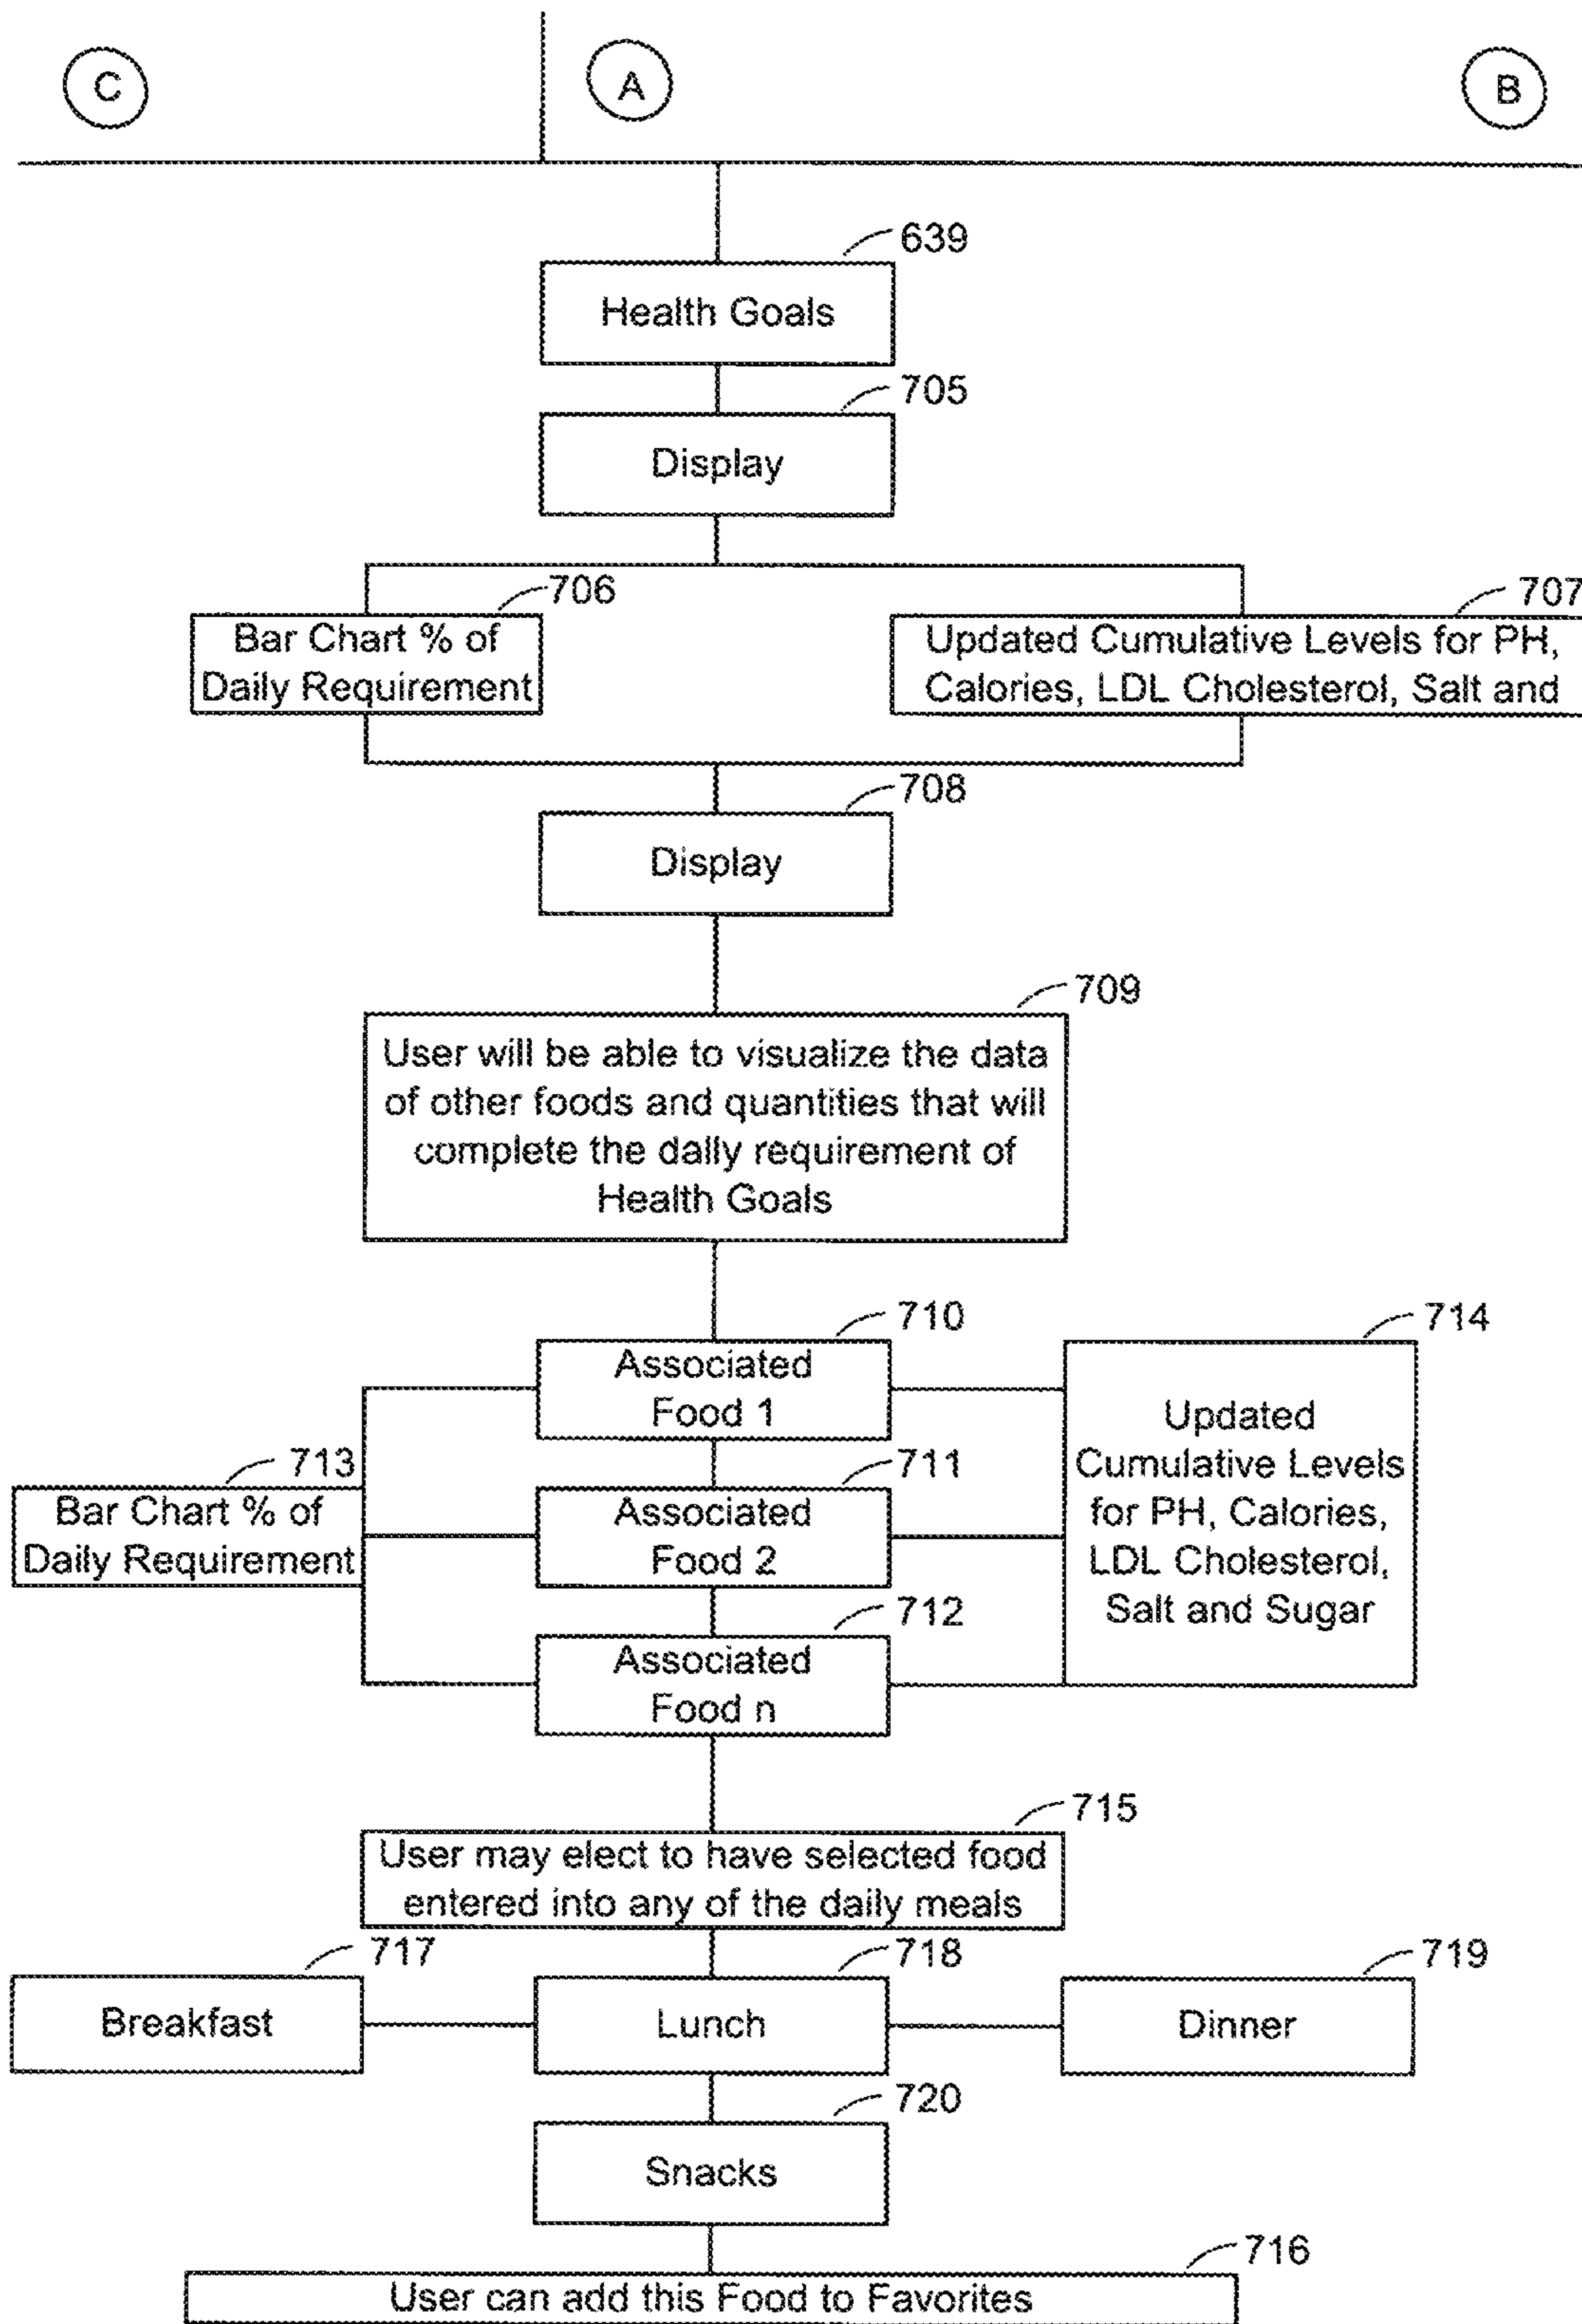 C
A
B
639
Health Goals
705
Display
706
Bar Chart % of
Daily Requirement
707
Updated Cumulative Levels for PH,
Calories, LDL Cholesterol, Salt and
708
Display
709
User will be able to visualize the data
of other foods and quantities that will
complete the daily requirement of
Health Goals
710
Associated
Food 1
714
Updated
Cumulative Levels
for PH, Calories,
LDL Cholesterol,
Salt and Sugar
713
Bar Chart % of
Daily Requirement
711
Associated
Food 2
712
Associated
Food n
715
User may elect to have selected food
entered into any of the daily meals
717
Breakfast
718
Lunch
719
Dinner
720
Snacks
716
User can add this Food to Favorites